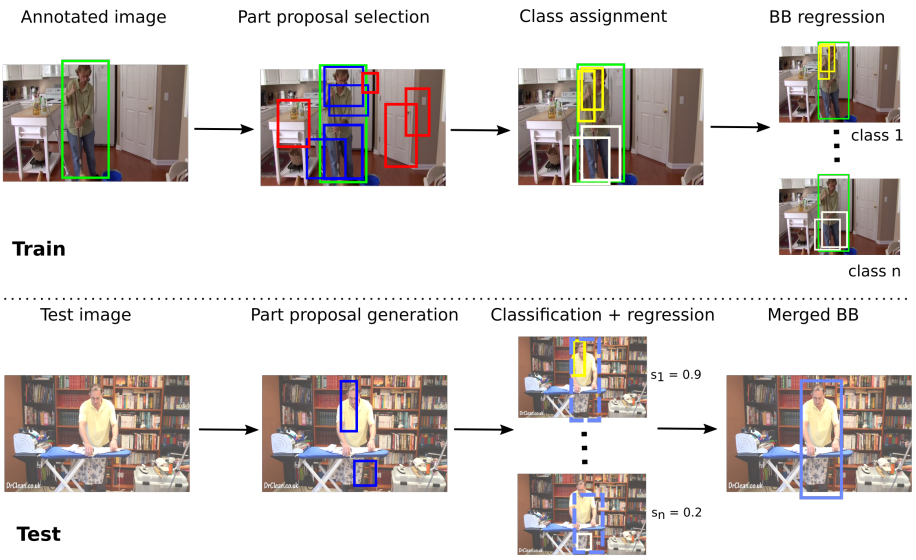 Annotated image
Part proposal selection
Class assignment
BB regression
class 1
class n
Train
Test image
Part proposal generation
Classification + regression
Merged BB
s1 = 0.9
sn = 0.2
DrClean.co.uk
DrClean.co.uk
DrClean.co.uk
DrClean.co.uk
DrClean.co.uk
Test